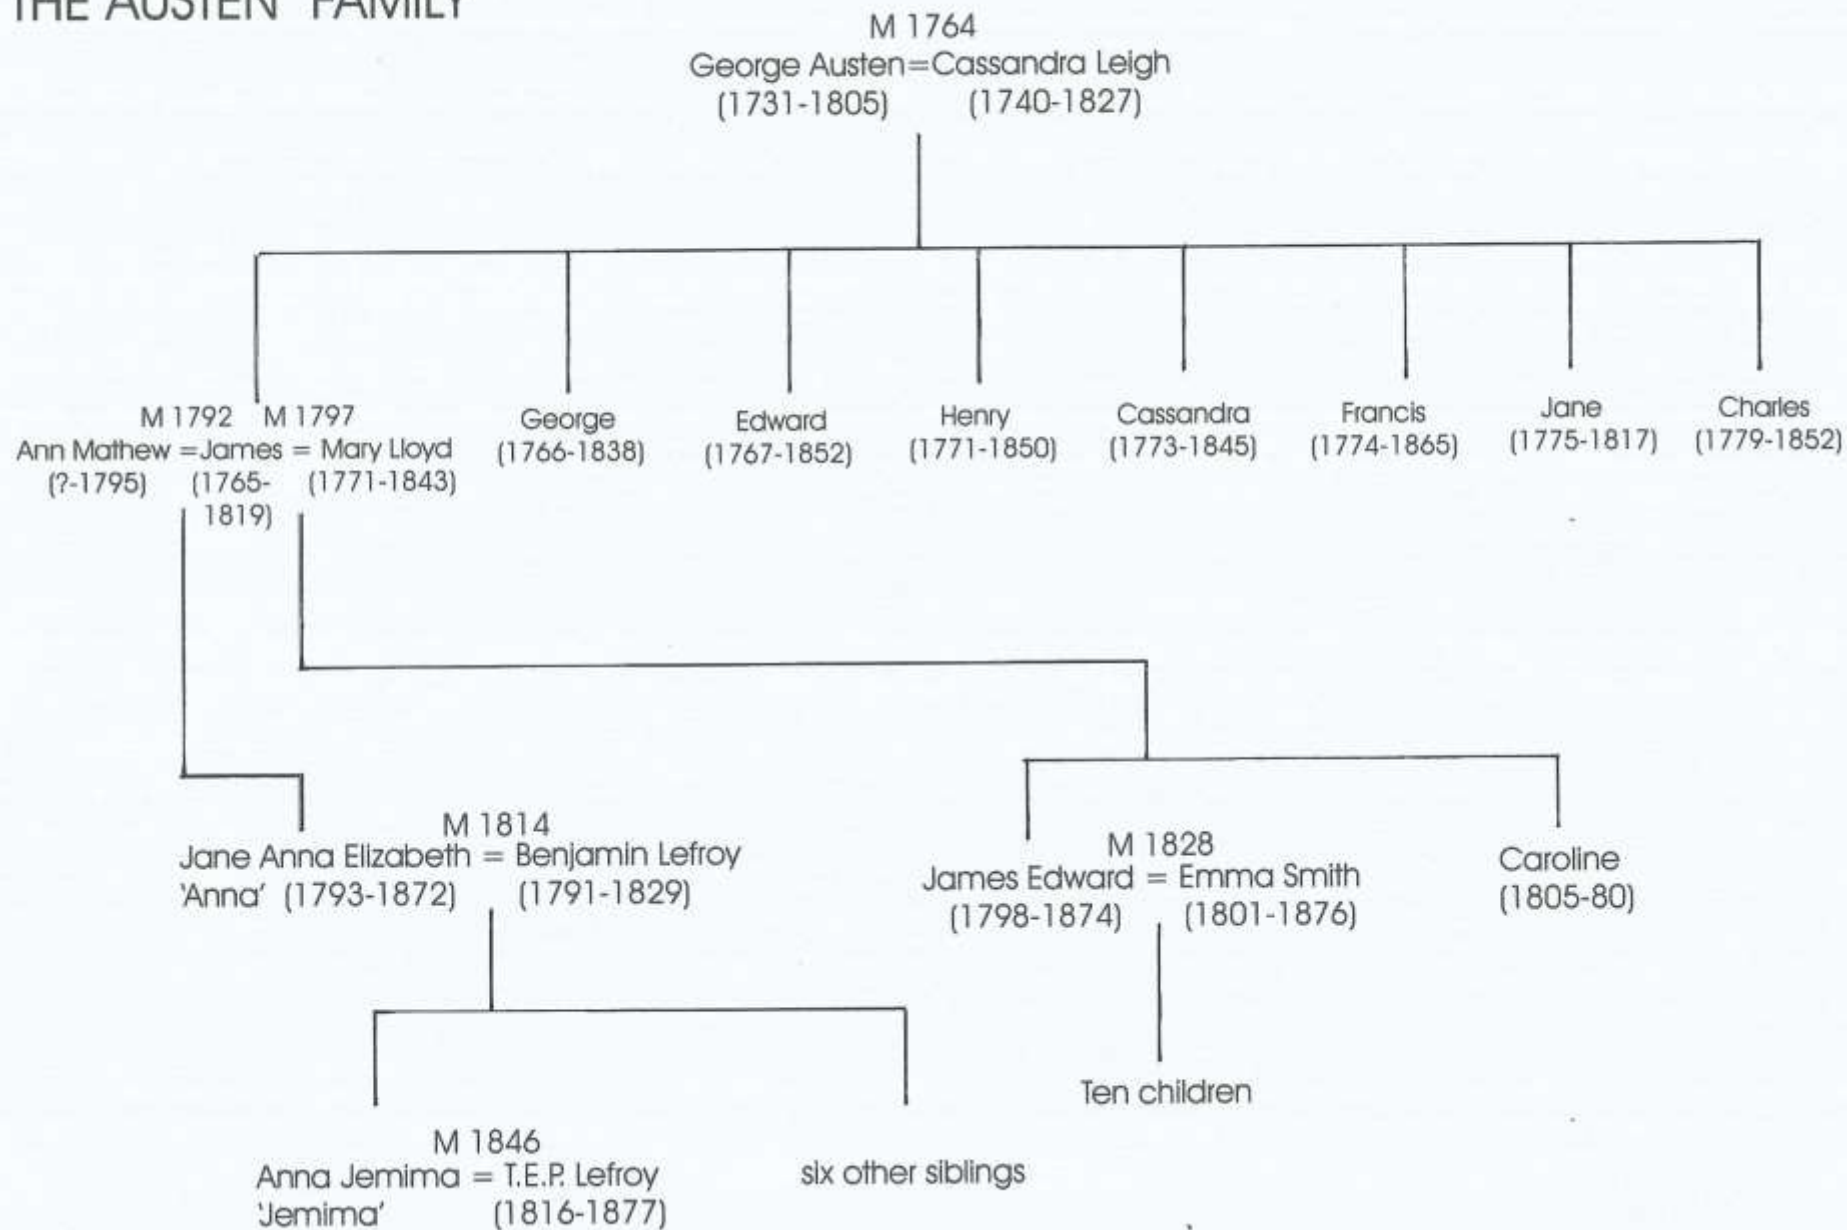 THE AUSTEN FAMILY
M 1764
George Austen=Cassandra Leigh
(1731-1805) (1740-1827)
M 1792 M 1797
Ann Mathew =James = Mary Lloyd
(?-1795) (1765- (1771-1843)
1819)
George
(1766-1838)
Edward
(1767-1852)
Henry
(1771-1850)
Cassandra
(1773-1845)
Francis
(1774-1865)
Jane
(1775-1817)
Charles
(1779-1852)
M 1814
Jane Anna Elizabeth = Benjamin Lefroy
'Anna' (1793-1872) (1791-1829)
M 1828
James Edward = Emma Smith
(1798-1874) (1801-1876)
Caroline
(1805-80)
Ten children
M 1846
Anna Jemima = T.E.P. Lefroy
'Jemima' (1816-1877)
six other siblings